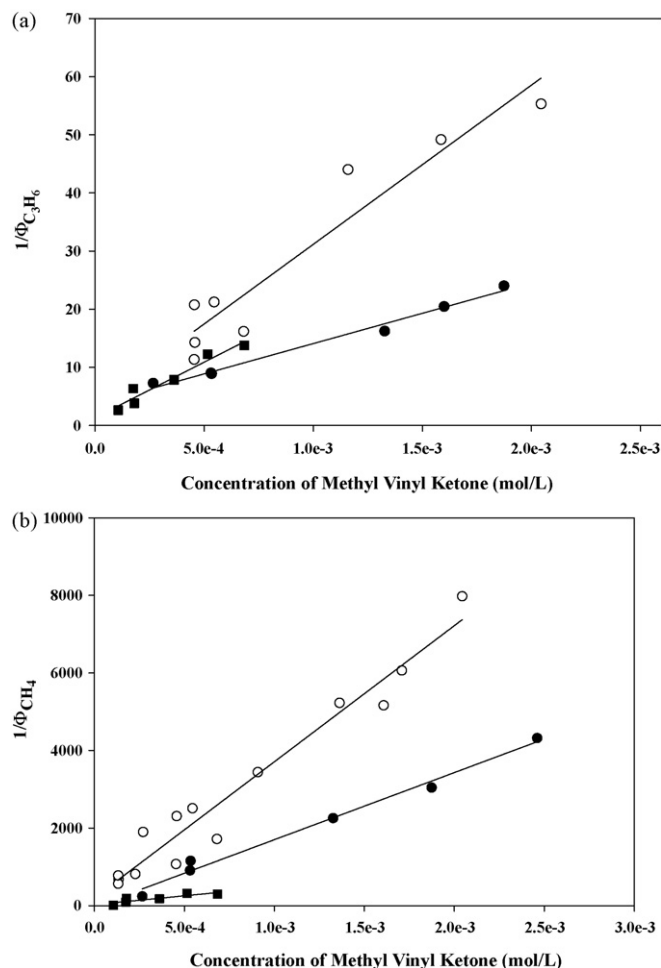 (a)
70
60
50
40
30
20
10
0
1/Φ_C₃H₆
0.0 5.0e-4 1.0e-3 1.5e-3 2.0e-3 2.5e-3
Concentration of Methyl Vinyl Ketone (mol/L)
(b)
10000
8000
6000
4000
2000
0
1/Φ_CH₄
0.0 5.0e-4 1.0e-3 1.5e-3 2.0e-3 2.5e-3 3.0e-3
Concentration of Methyl Vinyl Ketone (mol/L)